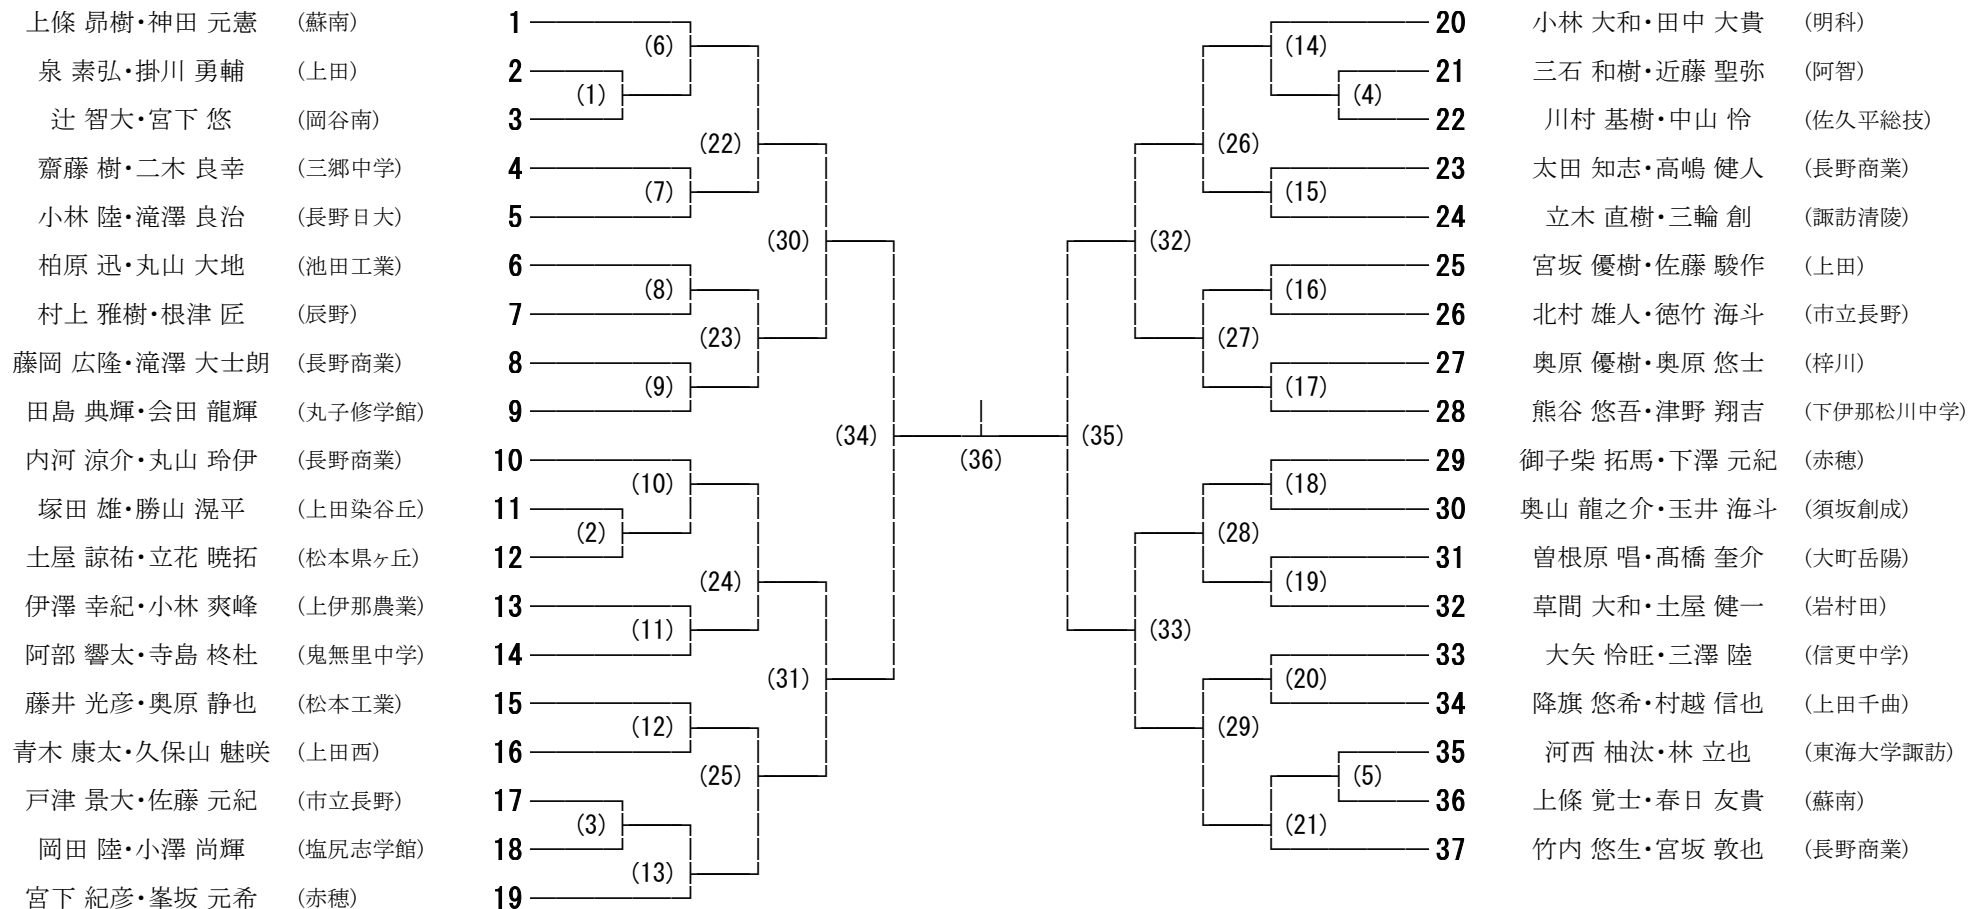 上條 昴樹・神田 元憲 (蘇南) 1
泉 素弘・掛川 勇輔 (上田) 2
辻 智大・宮下 悠 (岡谷南) 3
齋藤 樹・二木 良幸 (三郷中学) 4
小林 陸・滝澤 良治 (長野日大) 5
柏原 迅・丸山 大地 (池田工業) 6
村上 雅樹・根津 匠 (辰野) 7
藤岡 広隆・滝澤 大士朗 (長野商業) 8
田島 典輝・会田 龍輝 (丸子修学館) 9
内河 涼介・丸山 玲伊 (長野商業) 10
塚田 雄・勝山 滉平 (上田染谷丘) 11
土屋 諒祐・立花 暁拓 (松本県ヶ丘) 12
伊澤 幸紀・小林 爽峰 (上伊那農業) 13
阿部 響太・寺島 柊杜 (鬼無里中学) 14
藤井 光彦・奥原 静也 (松本工業) 15
青木 康太・久保山 魅咲 (上田西) 16
戸津 景大・佐藤 元紀 (市立長野) 17
岡田 陸・小澤 尚輝 (塩尻志学館) 18
宮下 紀彦・峯坂 元希 (赤穂) 19
(1)
(2)
(3)
(6)
(7)
(8)
(9)
(10)
(11)
(12)
(13)
(22)
(23)
(24)
(25)
(30)
(31)
(34)
(36)
(35)
(32)
(33)
(26)
(27)
(28)
(29)
(14)
(15)
(16)
(17)
(18)
(19)
(20)
(21)
(4)
(5)
20 小林 大和・田中 大貴 (明科)
21 三石 和樹・近藤 聖弥 (阿智)
22 川村 基樹・中山 怜 (佐久平総技)
23 太田 知志・高嶋 健人 (長野商業)
24 立木 直樹・三輪 創 (諏訪清陵)
25 宮坂 優樹・佐藤 駿作 (上田)
26 北村 雄人・徳竹 海斗 (市立長野)
27 奥原 優樹・奥原 悠士 (梓川)
28 熊谷 悠吾・津野 翔吉 (下伊那松川中学)
29 御子柴 拓馬・下澤 元紀 (赤穂)
30 奥山 龍之介・玉井 海斗 (須坂創成)
31 曽根原 唱・髙橋 奎介 (大町岳陽)
32 草間 大和・土屋 健一 (岩村田)
33 大矢 怜旺・三澤 陸 (信更中学)
34 降旗 悠希・村越 信也 (上田千曲)
35 河西 柚汰・林 立也 (東海大学諏訪)
36 上條 覚士・春日 友貴 (蘇南)
37 竹内 悠生・宮坂 敦也 (長野商業)